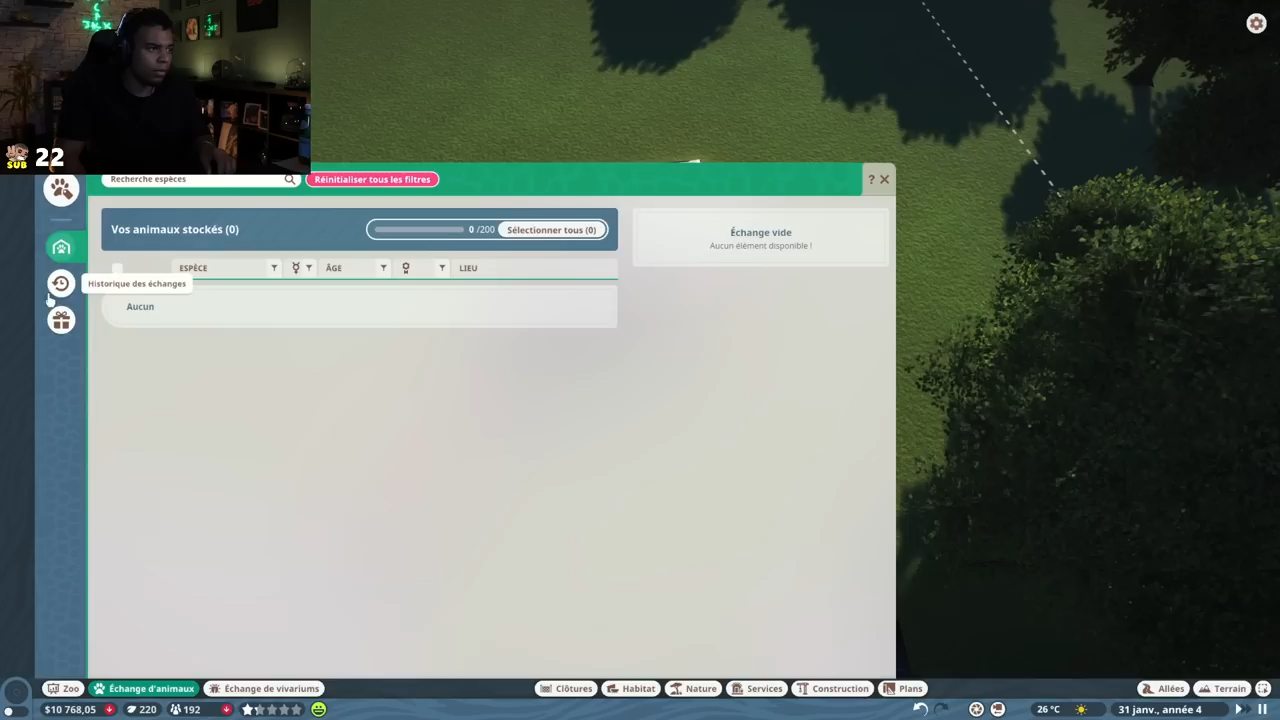 SUB 22
Recherche espèces
Réinitialiser tous les filtres
?
Vos animaux stockés (0)
0 /200
Sélectionner tous (0)
Échange vide
Aucun élément disponible !
ESPÈCE
ÂGE
LIEU
Historique des échanges
Aucun
Zoo
Échange d'animaux
Échange de vivariums
Clôtures
Habitat
Nature
Services
Construction
Plans
Allées
Terrain
$10 768,05
220
192
26 °C
31 janv., année 4